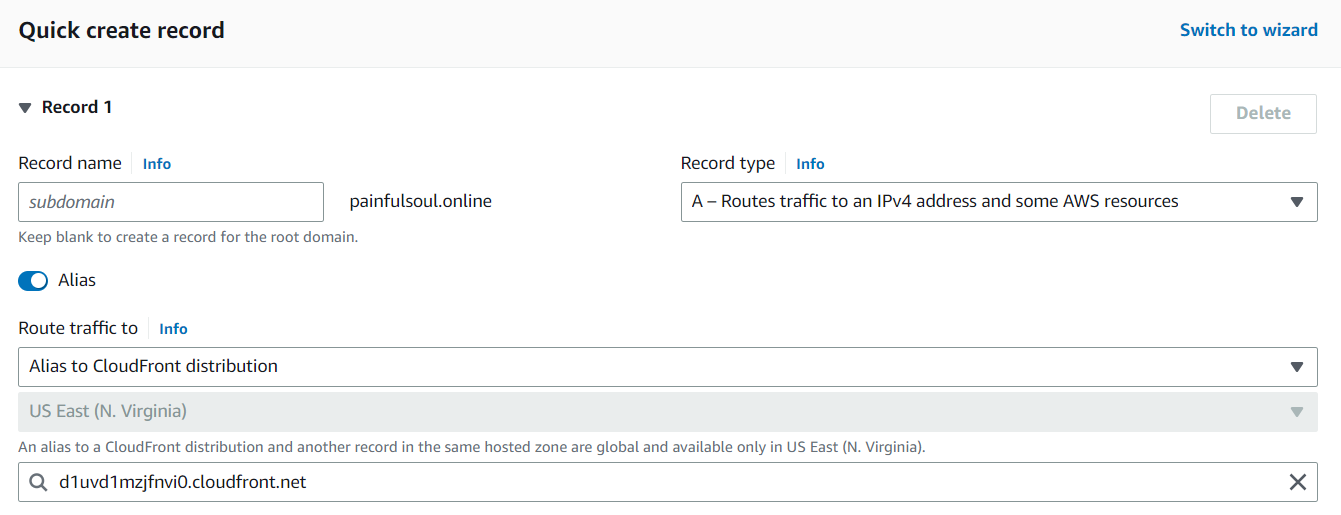 Quick create record
Switch to wizard
Record 1
Delete
Record name Info
Record type Info
subdomain
painfulsoul.online
A – Routes traffic to an IPv4 address and some AWS resources
Keep blank to create a record for the root domain.
Alias
Route traffic to Info
Alias to CloudFront distribution
US East (N. Virginia)
An alias to a CloudFront distribution and another record in the same hosted zone are global and available only in US East (N. Virginia).
d1uvd1mzjfnvi0.cloudfront.net